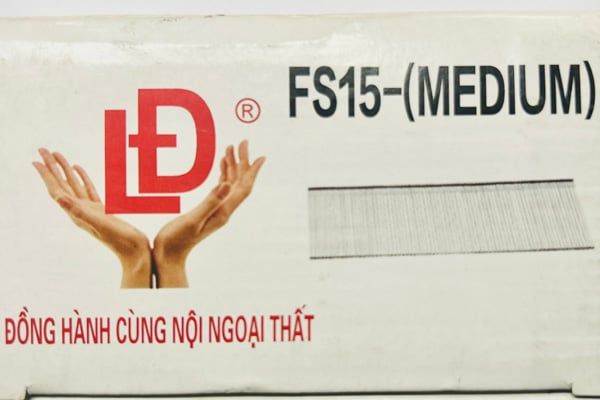 LĐ ®
FS15-(MEDIUM)
ĐỒNG HÀNH CÙNG NỘI NGOẠI THẤT